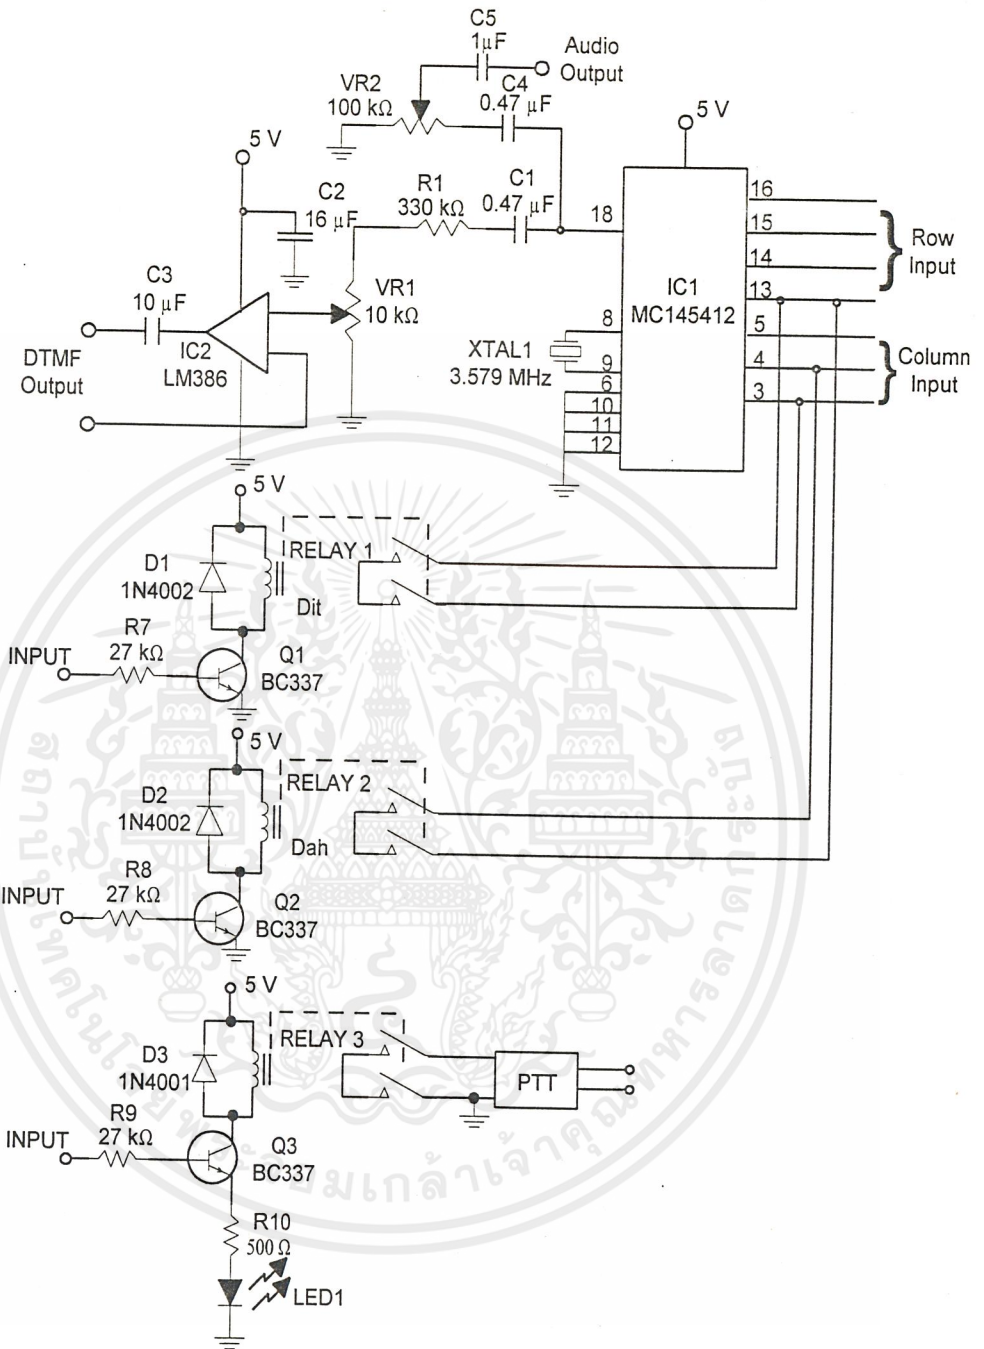 C5
1μF
Audio
Output
VR2
100 kΩ
C4
0.47 μF
5 V
5 V
C2
16 μF
R1
330 kΩ
C1
0.47 μF
18
16
15
14
13
Row
Input
IC1
MC145412
C3
10 μF
VR1
10 kΩ
8
5
XTAL1
3.579 MHz
9
4
Column
Input
DTMF
Output
IC2
LM386
6
3
10
11
12
5 V
RELAY 1
D1
1N4002
Dit
R7
27 kΩ
INPUT
Q1
BC337
5 V
RELAY 2
D2
1N4002
Dah
R8
27 kΩ
INPUT
Q2
BC337
5 V
RELAY 3
D3
1N4001
PTT
R9
27 kΩ
INPUT
Q3
BC337
R10
500 Ω
LED1